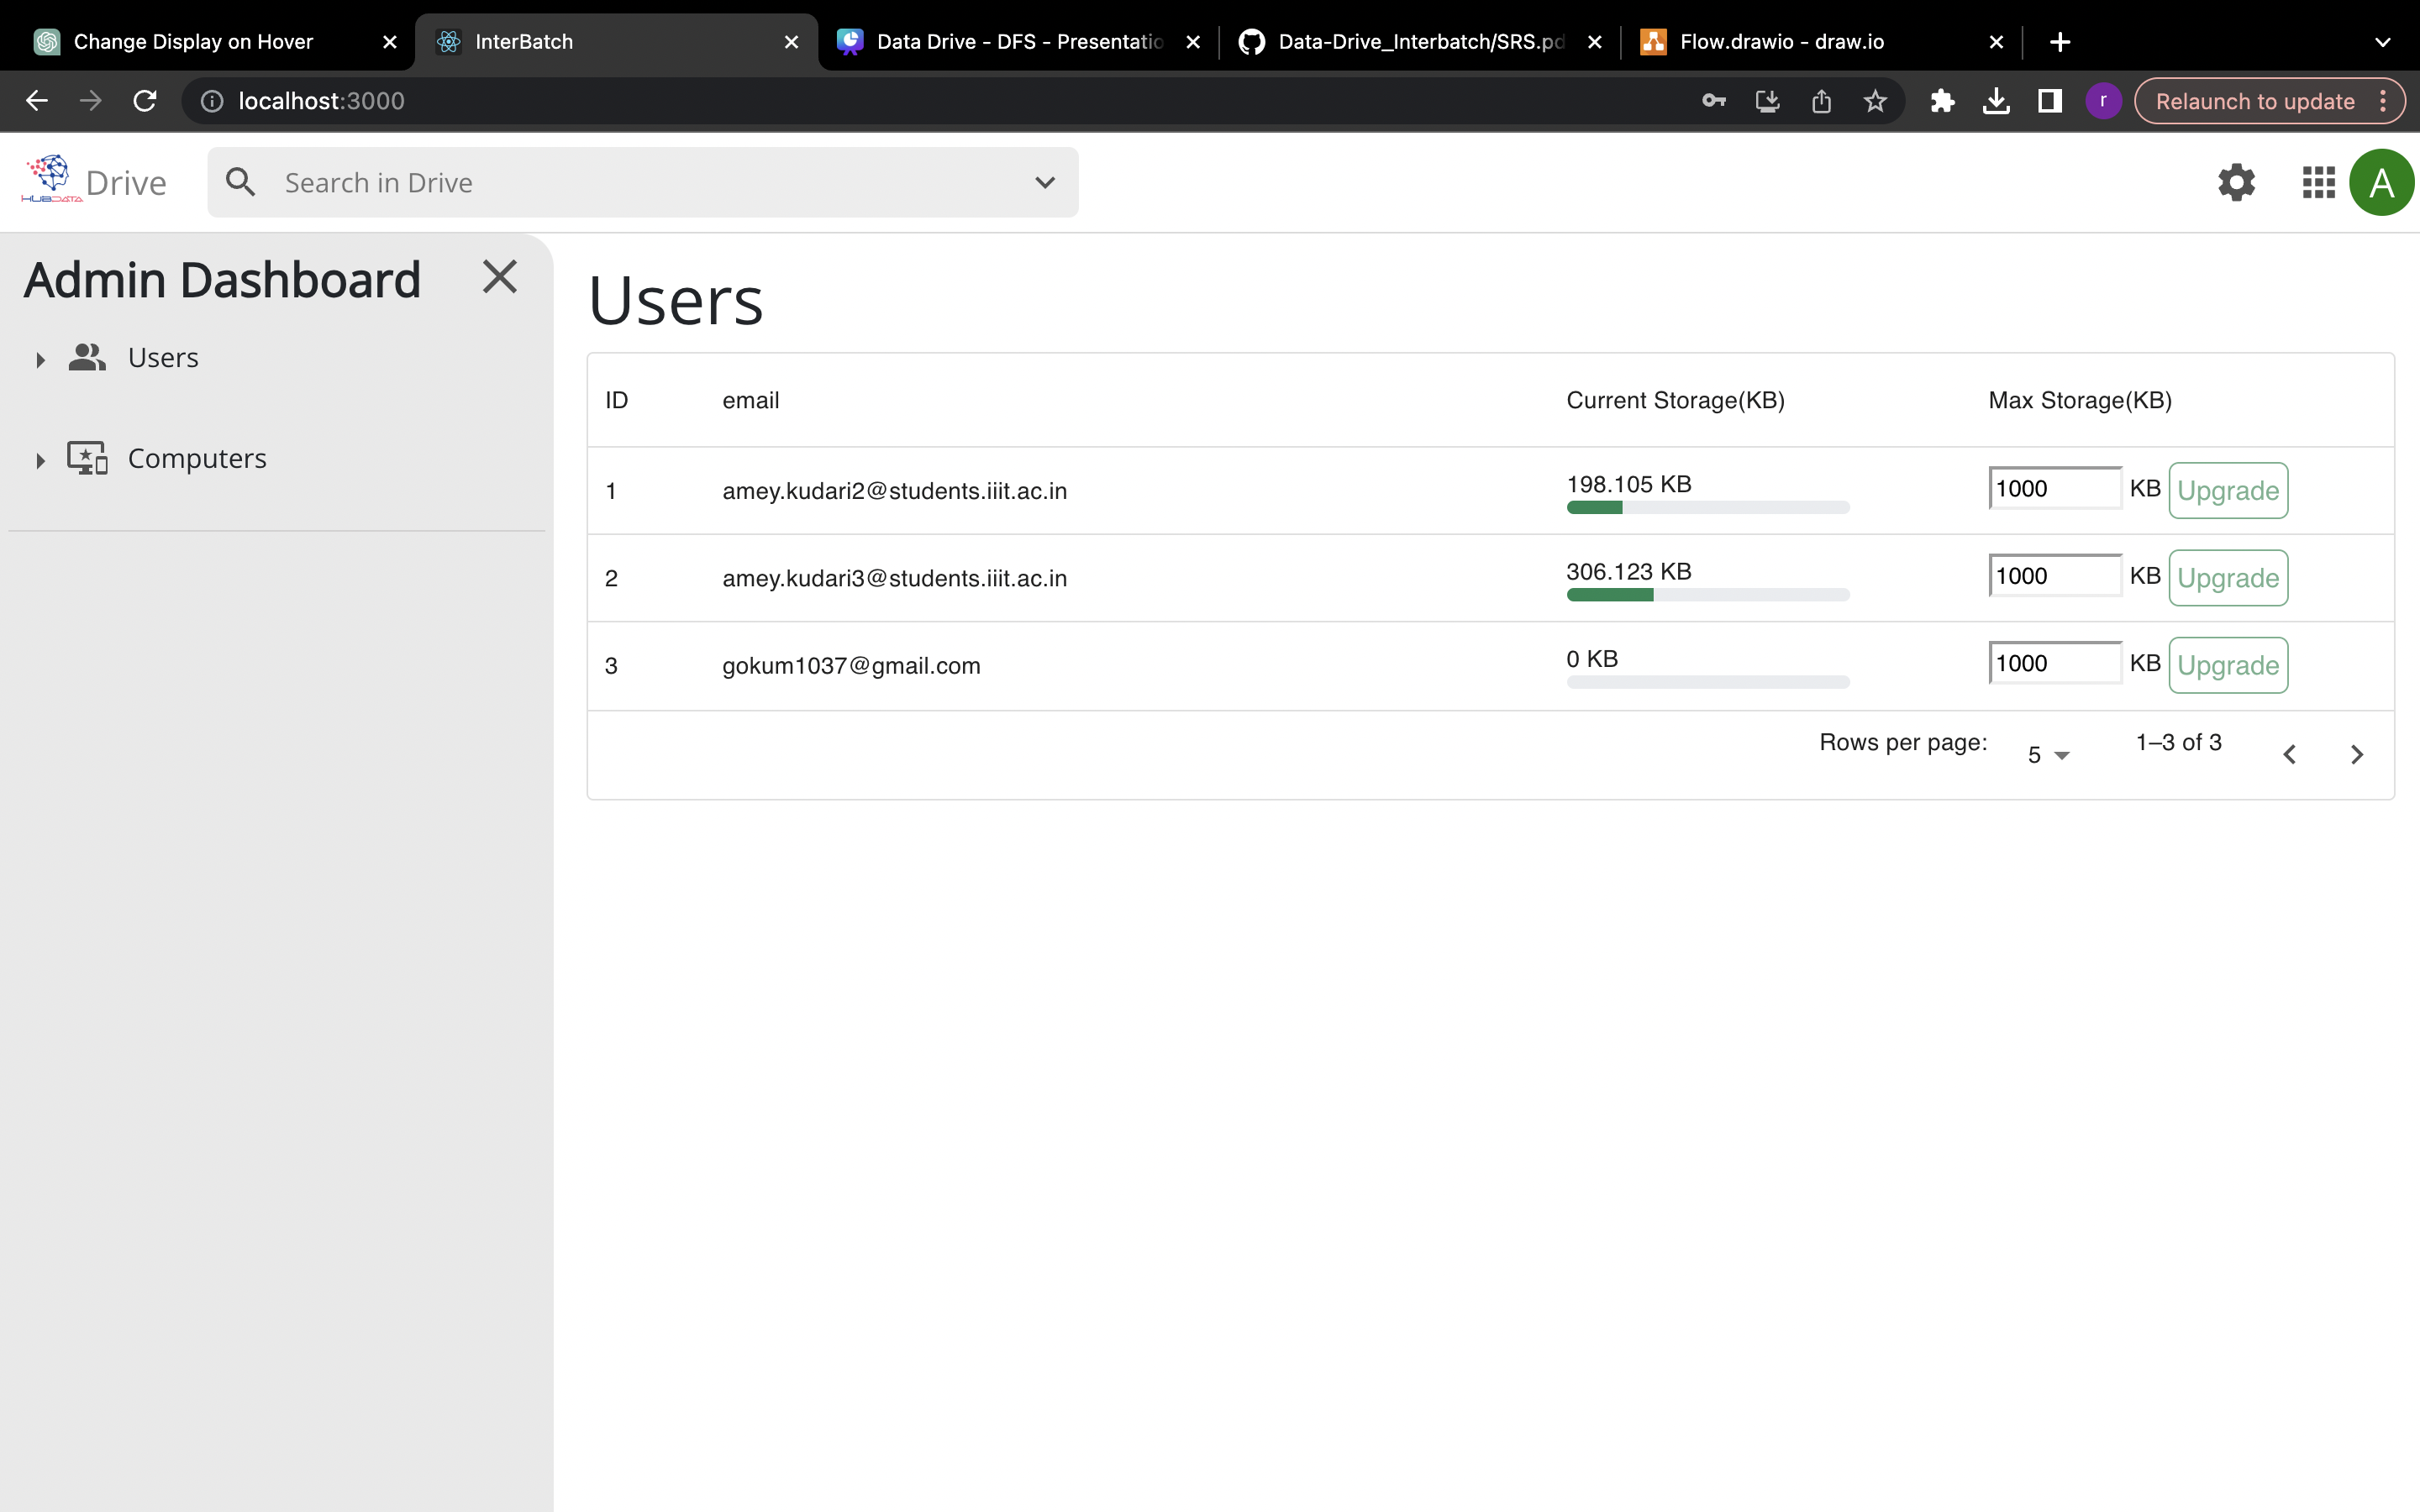 Change Display on Hover
InterBatch
Data Drive - DFS - Presentatio
Data-Drive_Interbatch/SRS.pd
Flow.drawio - draw.io
localhost:3000
r
Relaunch to update
HUBDATA
Drive
Search in Drive
A
Admin Dashboard
Users
Computers
Users
ID email Current Storage(KB) Max Storage(KB)
1 amey.kudari2@students.iiit.ac.in 198.105 KB 1000 KB Upgrade
2 amey.kudari3@students.iiit.ac.in 306.123 KB 1000 KB Upgrade
3 gokum1037@gmail.com 0 KB 1000 KB Upgrade
Rows per page: 5 1–3 of 3